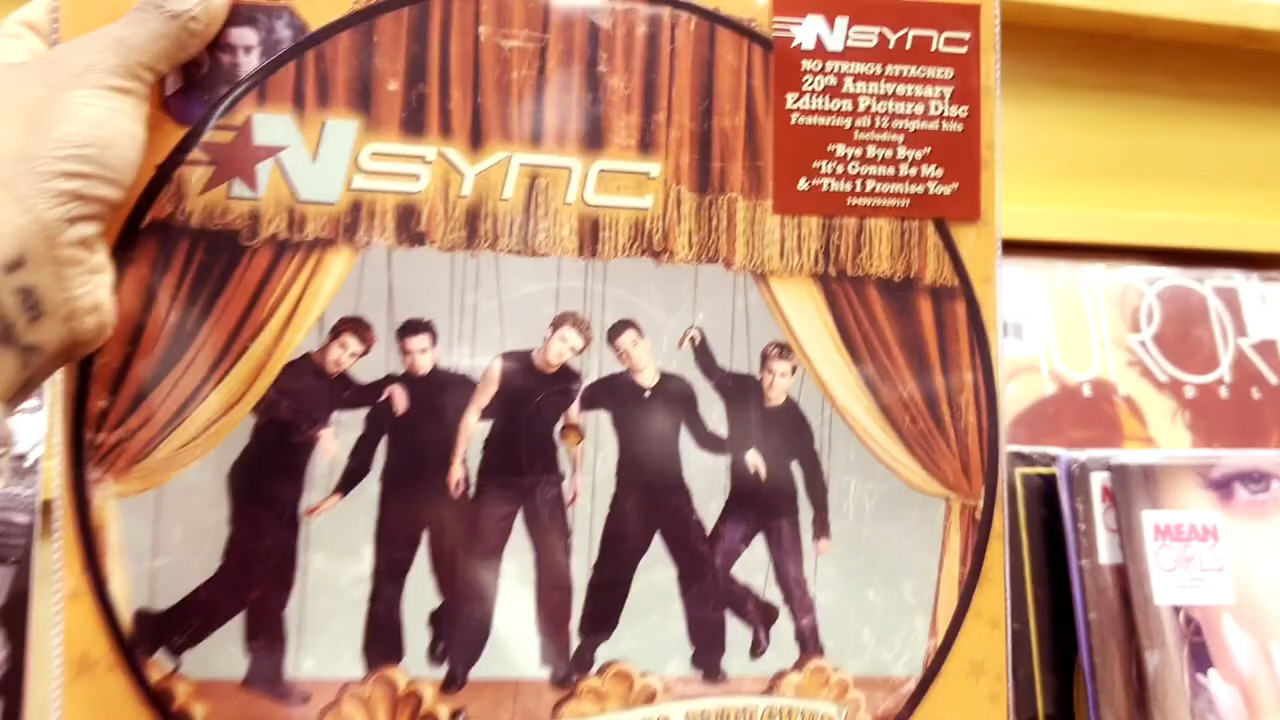 NSYNC
NSYNC
NO STRINGS ATTACHED
20th Anniversary
Edition Picture Disc
Featuring all 12 original hits
Including
"Bye Bye Bye"
"It's Gonna Be Me
& "This I Promise You"
MEAN
GIRLS